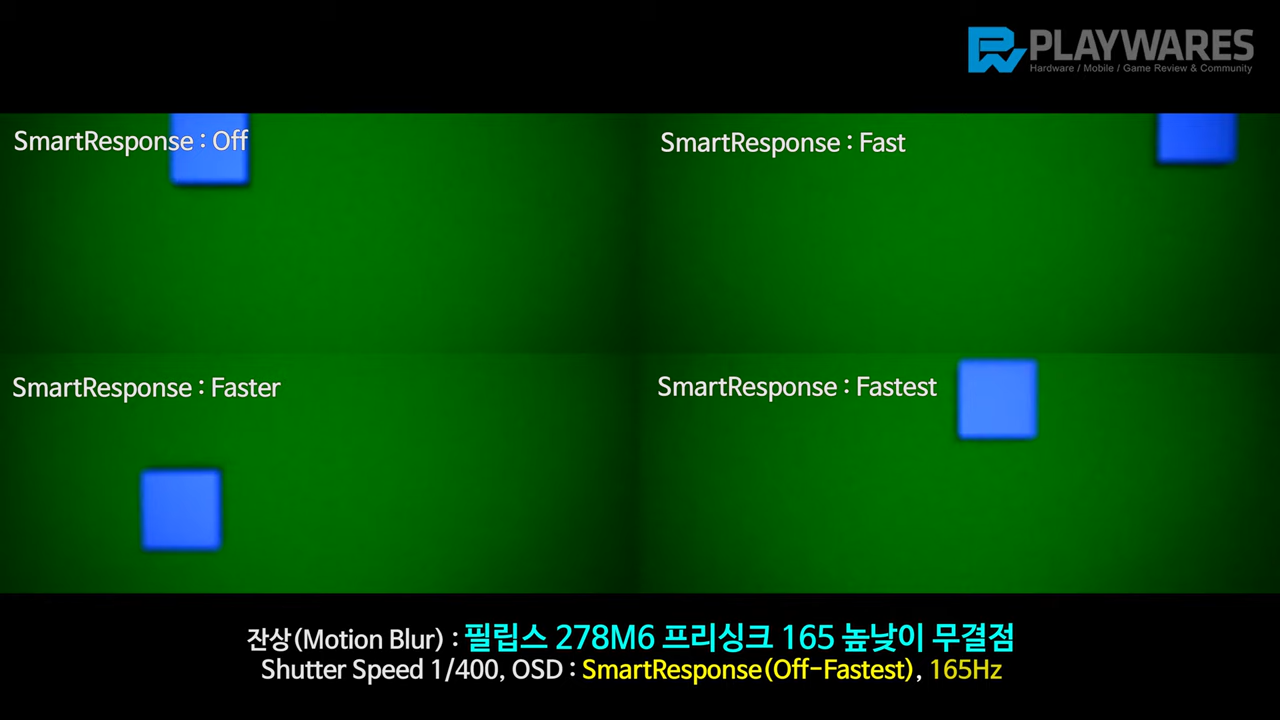 PLAYWARES
Hardware / Mobile / Game Review & Community
SmartResponse : Off
SmartResponse : Fast
SmartResponse : Faster
SmartResponse : Fastest
잔상(Motion Blur) : 필립스 278M6 프리싱크 165 높낮이 무결점
Shutter Speed 1/400, OSD : SmartResponse(Off-Fastest), 165Hz